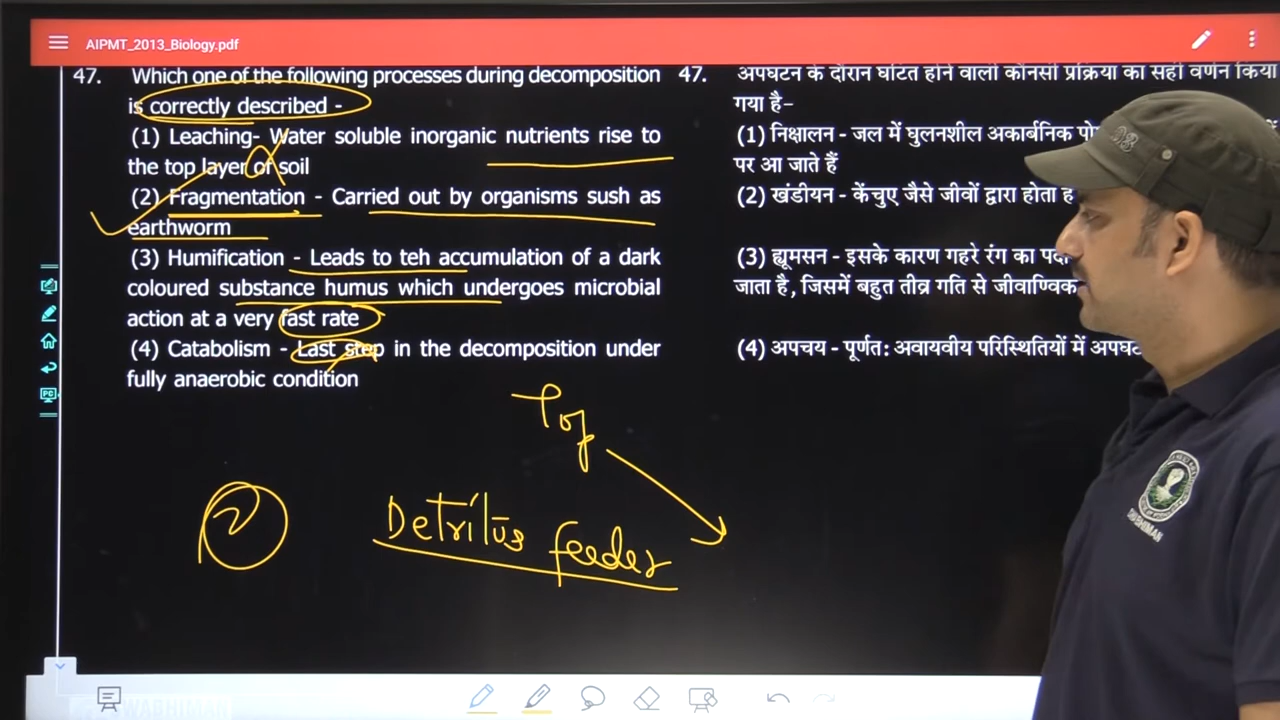 AIPMT_2013_Biology.pdf
47. Which one of the following processes during decomposition
is correctly described -
(1) Leaching- Water soluble inorganic nutrients rise to
the top layer of soil
(2) Fragmentation - Carried out by organisms sush as
earthworm
(3) Humification - Leads to teh accumulation of a dark
coloured substance humus which undergoes microbial
action at a very fast rate
(4) Catabolism - Last step in the decomposition under
fully anaerobic condition
47. अपघटन के दौरान घटित होने वाली कौनसी प्रक्रिया का सही वर्णन किया
गया है-
(1) निक्षालन - जल में घुलनशील अकार्बनिक
पर आ जाते हैं
(2) खंडीयन - केंचुए जैसे जीवों द्वारा होता है
(3) ह्यूमसन - इसके कारण गहरे रंग का
जाता है, जिसमें बहुत तीव्र गति से
(4) अपचय - पूर्णत: अवायवीय परिस्थितियों में
Top
2
Detritus feeder
PC